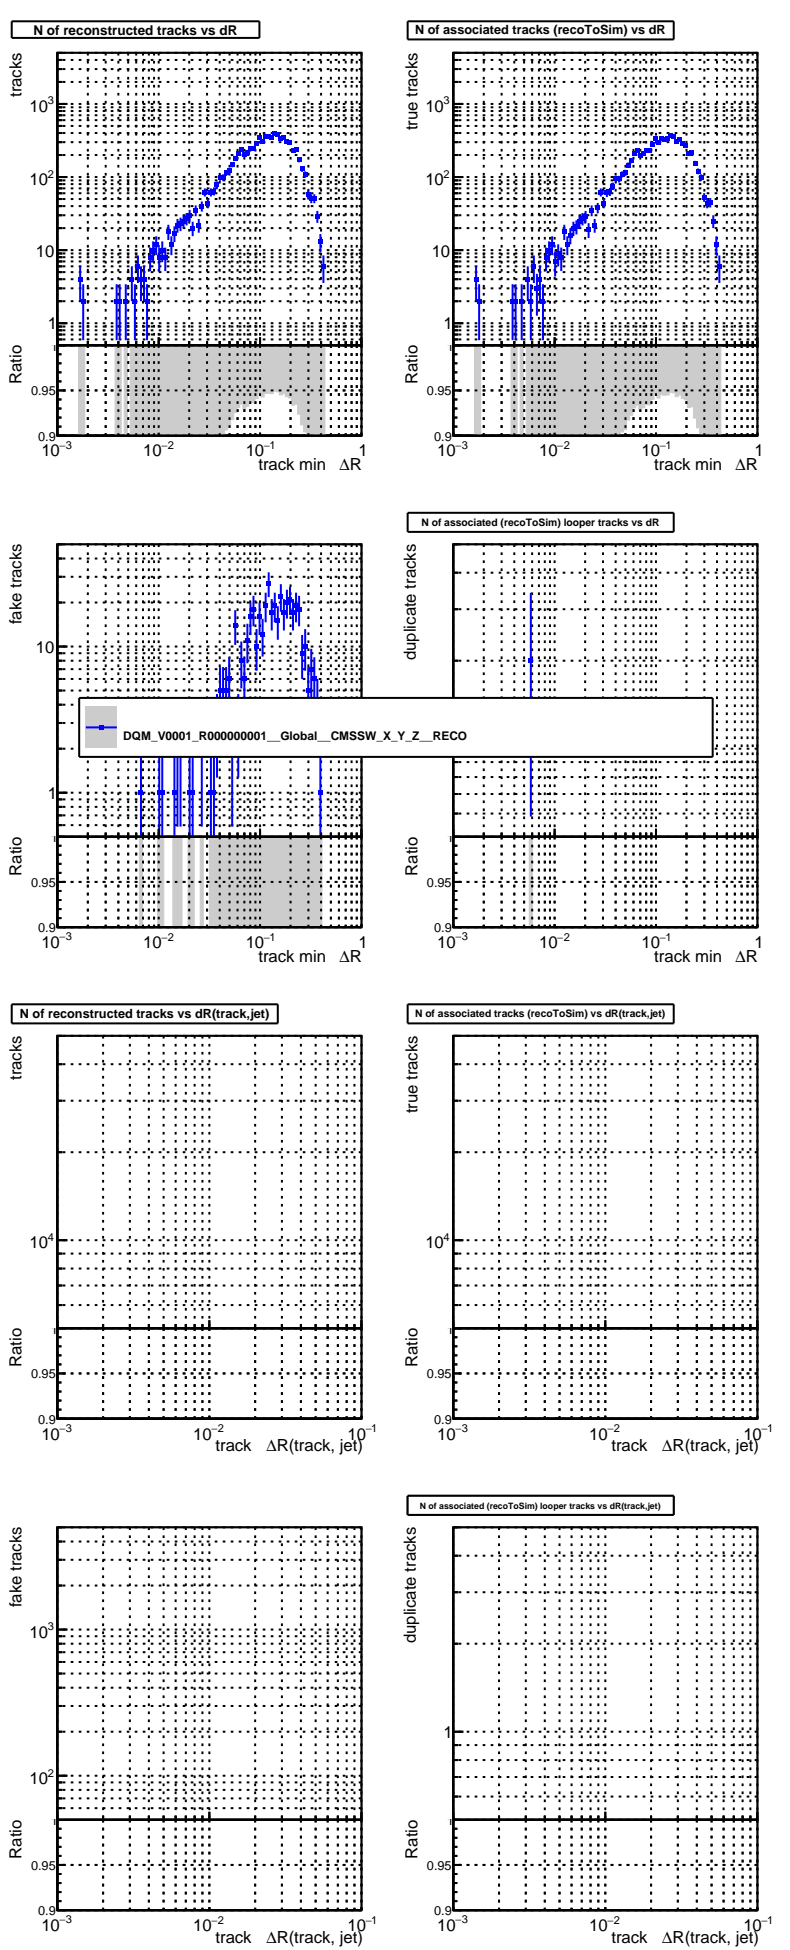 N of reconstructed tracks vs dR
tracks
10³
10²
10
1
Ratio
0.95
0.9
10⁻³
10⁻²
10⁻¹
1
track min ΔR
N of associated tracks (recoToSim) vs dR
true tracks
10³
10²
10
1
Ratio
0.95
0.9
10⁻³
10⁻²
10⁻¹
1
track min ΔR
fake tracks
10
1
Ratio
0.95
0.9
10⁻³
10⁻²
10⁻¹
1
track min ΔR
N of associated (recoToSim) looper tracks vs dR
duplicate tracks
Ratio
0.95
0.9
10⁻³
10⁻²
10⁻¹
1
track min ΔR
DQM_V0001_R000000001__Global__CMSSW_X_Y_Z__RECO
N of reconstructed tracks vs dR(track,jet)
tracks
10⁴
Ratio
0.95
0.9
10⁻³
10⁻²
10⁻¹
track ΔR(track, jet)
N of associated tracks (recoToSim) vs dR(track,jet)
true tracks
10⁴
Ratio
0.95
0.9
10⁻³
10⁻²
10⁻¹
track ΔR(track, jet)
fake tracks
10³
10²
Ratio
0.95
0.9
10⁻³
10⁻²
10⁻¹
track ΔR(track, jet)
N of associated (recoToSim) looper tracks vs dR(track,jet)
duplicate tracks
1
Ratio
0.95
0.9
10⁻³
10⁻²
10⁻¹
track ΔR(track, jet)